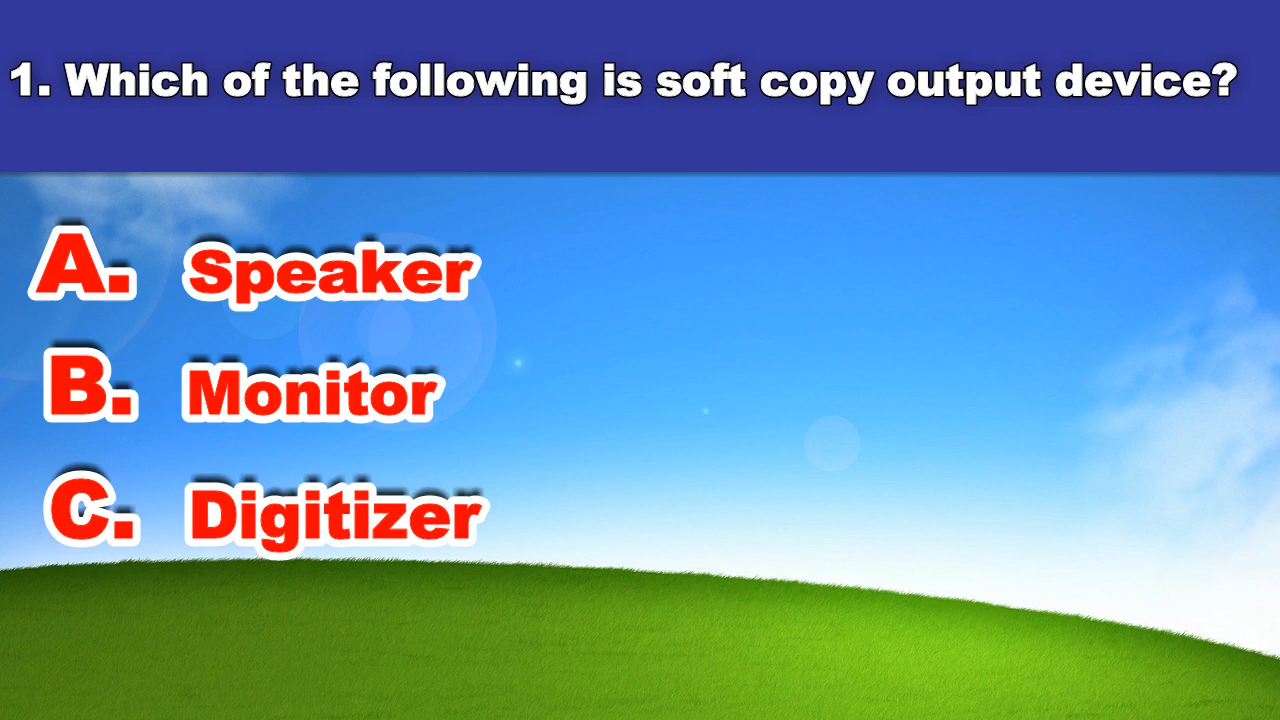 1. Which of the following is soft copy output device?
A. Speaker
B. Monitor
C. Digitizer